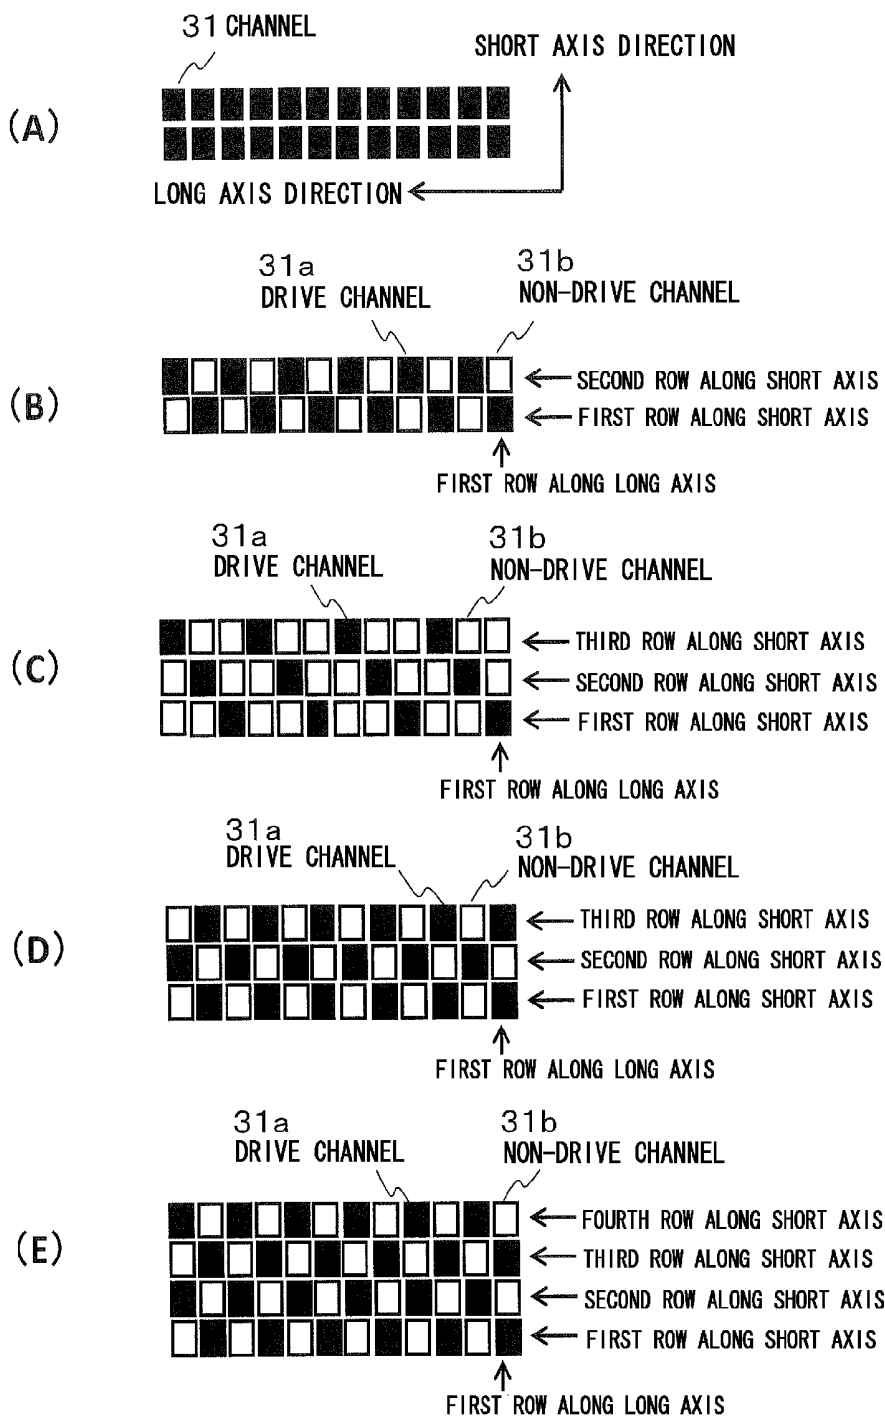 31 CHANNEL
SHORT AXIS DIRECTION
(A)
LONG AXIS DIRECTION
31a
31b
DRIVE CHANNEL
NON-DRIVE CHANNEL
(B)
SECOND ROW ALONG SHORT AXIS
FIRST ROW ALONG SHORT AXIS
FIRST ROW ALONG LONG AXIS
31a
31b
DRIVE CHANNEL
NON-DRIVE CHANNEL
(C)
THIRD ROW ALONG SHORT AXIS
SECOND ROW ALONG SHORT AXIS
FIRST ROW ALONG SHORT AXIS
FIRST ROW ALONG LONG AXIS
31a
31b
DRIVE CHANNEL
NON-DRIVE CHANNEL
(D)
THIRD ROW ALONG SHORT AXIS
SECOND ROW ALONG SHORT AXIS
FIRST ROW ALONG SHORT AXIS
FIRST ROW ALONG LONG AXIS
31a
31b
DRIVE CHANNEL
NON-DRIVE CHANNEL
(E)
FOURTH ROW ALONG SHORT AXIS
THIRD ROW ALONG SHORT AXIS
SECOND ROW ALONG SHORT AXIS
FIRST ROW ALONG SHORT AXIS
FIRST ROW ALONG LONG AXIS